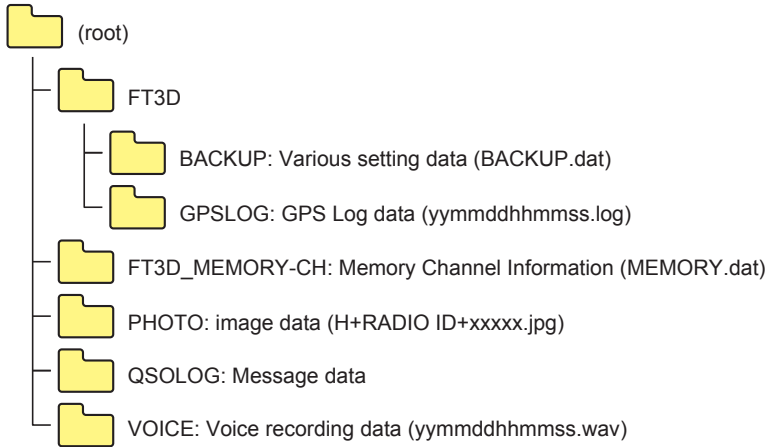 (root)
FT3D
BACKUP: Various setting data (BACKUP.dat)
GPSLOG: GPS Log data (yymmddhhmmss.log)
FT3D_MEMORY-CH: Memory Channel Information (MEMORY.dat)
PHOTO: image data (H+RADIO ID+xxxxx.jpg)
QSOLOG: Message data
VOICE: Voice recording data (yymmddhhmmss.wav)